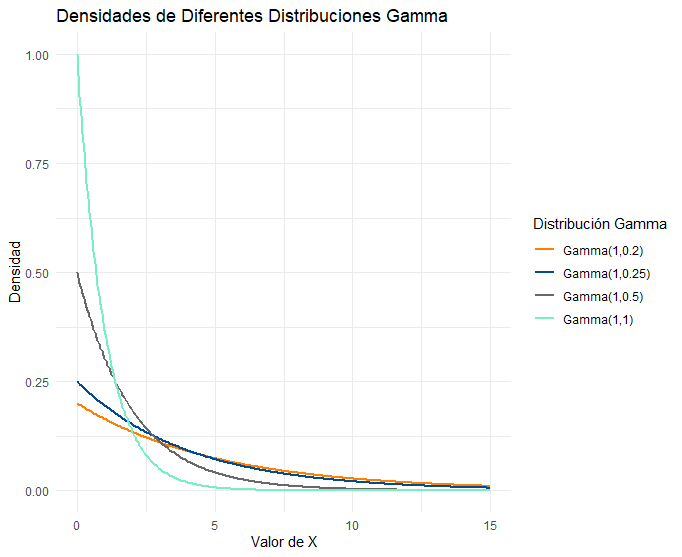 Densidades de Diferentes Distribuciones Gamma
Densidad
1.00
0.75
0.50
0.25
0.00
0
5
10
15
Valor de X
Distribución Gamma
Gamma(1,0.2)
Gamma(1,0.25)
Gamma(1,0.5)
Gamma(1,1)